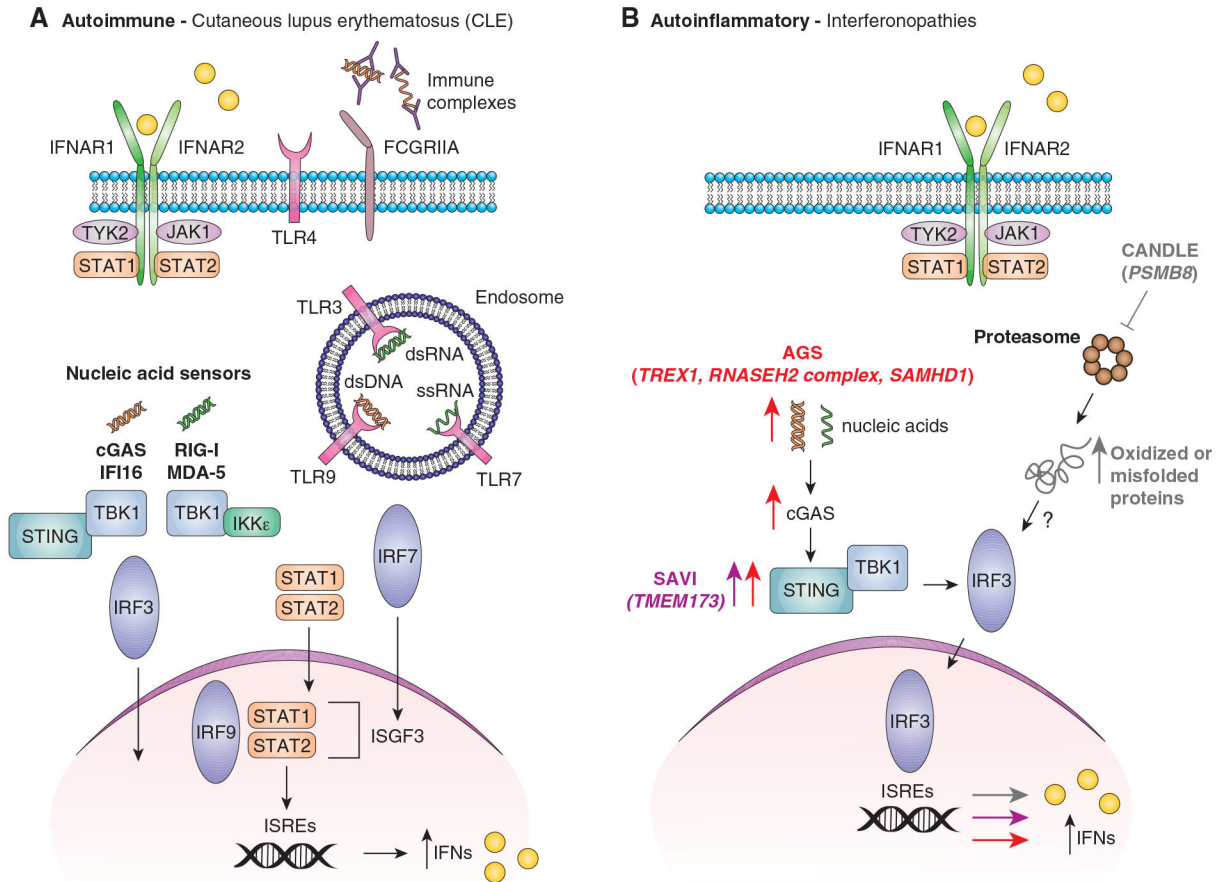 A Autoimmune - Cutaneous lupus erythematosus (CLE)
Immune
complexes
IFNAR1
IFNAR2
FCGRIIA
TYK2
JAK1
TLR4
STAT1
STAT2
TLR3
Endosome
dsRNA
dsDNA
ssRNA
Nucleic acid sensors
cGAS
IFI16
RIG-I
MDA-5
TLR9
TLR7
TBK1
STING
TBK1
IKKε
IRF3
STAT1
STAT2
IRF7
IRF9
STAT1
STAT2
ISGF3
ISREs
IFNs
B Autoinflammatory - Interferonopathies
IFNAR1
IFNAR2
TYK2
JAK1
STAT1
STAT2
CANDLE
(PSMB8)
Proteasome
AGS
(TREX1, RNASEH2 complex, SAMHD1)
nucleic acids
Oxidized or
misfolded
proteins
?
cGAS
SAVI
(TMEM173)
STING
TBK1
IRF3
IRF3
ISREs
IFNs